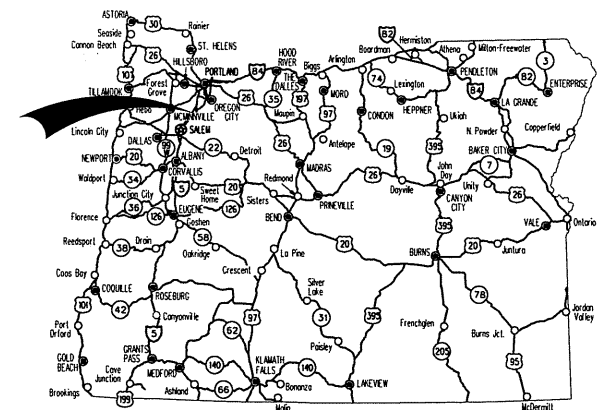 ASTORIA
30
Rainier
Seaside
Cannon Beach
26
ST. HELENS
HILLSBORO
PORTLAND
Forest
Grove
101
TILLAMOOK
Hebo
McMINNVILLE
OREGON
CITY
26
84
HOOD
RIVER
35
THE
DALLES
Biggs
197
MORO
97
Maupin
Arlington
Boardman
82
Hermiston
Athena
Milton-Freewater
PENDLETON
74
Lexington
HEPPNER
CONDON
84
82
3
ENTERPRISE
LA GRANDE
Ukiah
N. Powder
Copperfield
BAKER CITY
Lincoln City
SALEM
DALLAS
99
22
Detroit
ALBANY
NEWPORT
20
CORVALLIS
Waldport
34
26
Antelope
MADRAS
19
395
John
Day
7
Unity
26
Junction City
5
Sweet
Home
20
Sisters
Redmond
26
PRINEVILLE
Dayville
CANYON
CITY
36
126
EUGENE
126
BEND
Florence
Goshen
Reedsport
38
Drain
58
Oakridge
La Pine
Crescent
20
395
BURNS
20
Juntura
VALE
Ontario
Coos Bay
COQUILLE
42
ROSEBURG
101
Port
Orford
Canyonville
5
62
97
Silver
Lake
31
Paisley
395
Frenchglen
205
78
Burns Jct.
Jordan
Valley
95
GOLD
BEACH
GRANTS
PASS
MEDFORD
140
KLAMATH
FALLS
140
Bonanza
LAKEVIEW
Brookings
199
Cave
Junction
Ashland
66
Malin
McDermitt